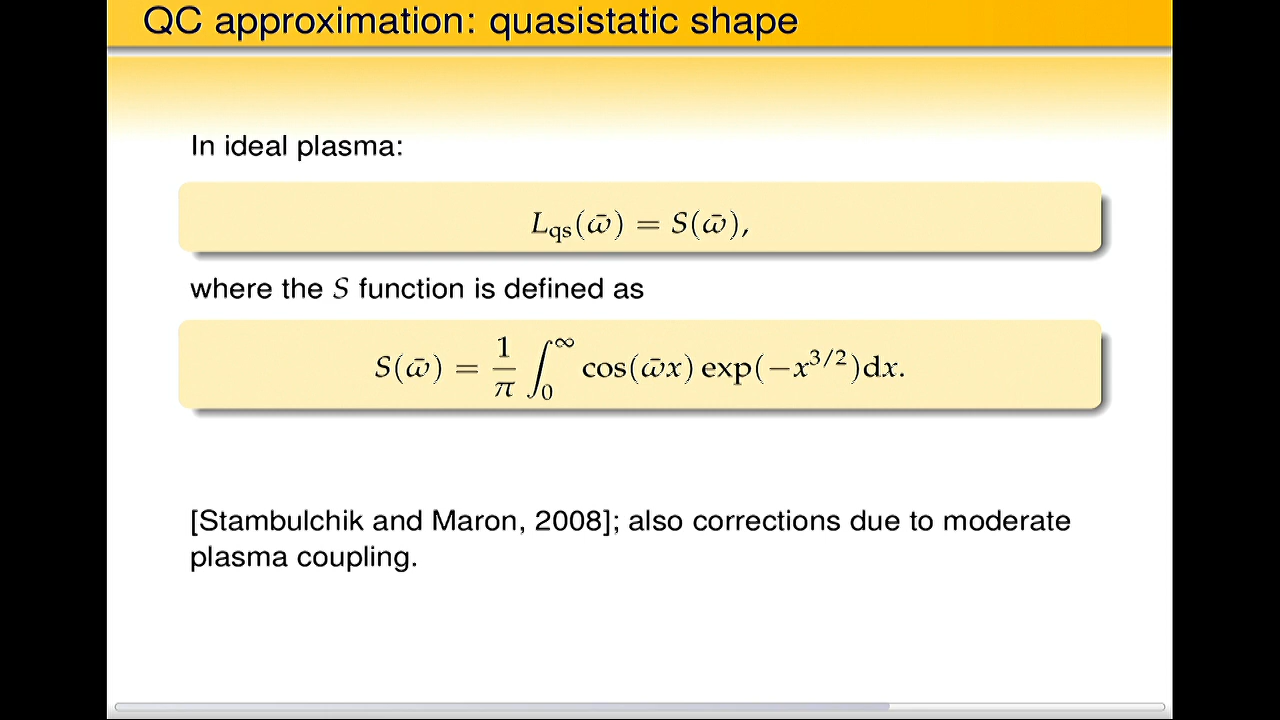 QC approximation: quasistatic shape
In ideal plasma:
L_qs(ω̄) = S(ω̄),
where the S function is defined as
S(ω̄) = 1/π ∫₀^∞ cos(ω̄x) exp(−x^{3/2})dx.
[Stambulchik and Maron, 2008]; also corrections due to moderate
plasma coupling.